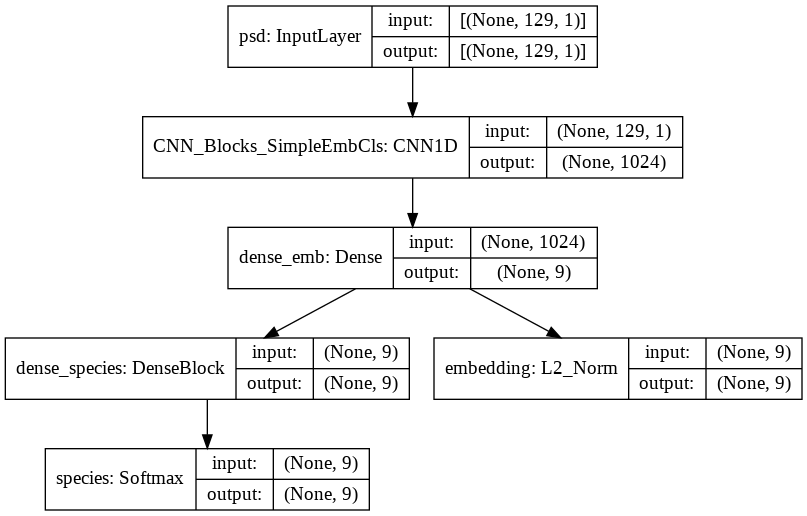 psd: InputLayer
input:
[(None, 129, 1)]
output:
[(None, 129, 1)]
CNN_Blocks_SimpleEmbCls: CNN1D
input:
(None, 129, 1)
output:
(None, 1024)
dense_emb: Dense
input:
(None, 1024)
output:
(None, 9)
dense_species: DenseBlock
input:
(None, 9)
output:
(None, 9)
embedding: L2_Norm
input:
(None, 9)
output:
(None, 9)
species: Softmax
input:
(None, 9)
output:
(None, 9)